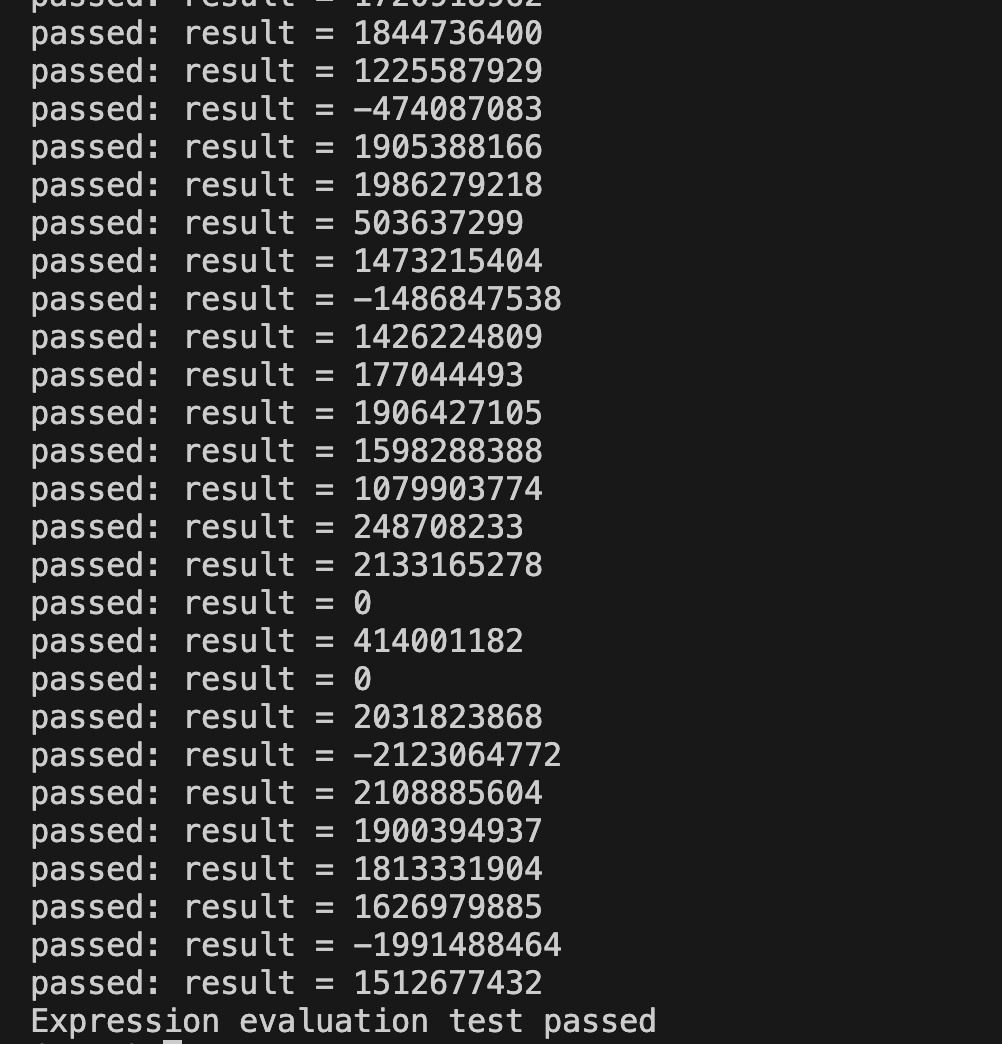 passed: result = 1844736400
passed: result = 1225587929
passed: result = -474087083
passed: result = 1905388166
passed: result = 1986279218
passed: result = 503637299
passed: result = 1473215404
passed: result = -1486847538
passed: result = 1426224809
passed: result = 177044493
passed: result = 1906427105
passed: result = 1598288388
passed: result = 1079903774
passed: result = 248708233
passed: result = 2133165278
passed: result = 0
passed: result = 414001182
passed: result = 0
passed: result = 2031823868
passed: result = -2123064772
passed: result = 2108885604
passed: result = 1900394937
passed: result = 1813331904
passed: result = 1626979885
passed: result = -1991488464
passed: result = 1512677432
Expression evaluation test passed